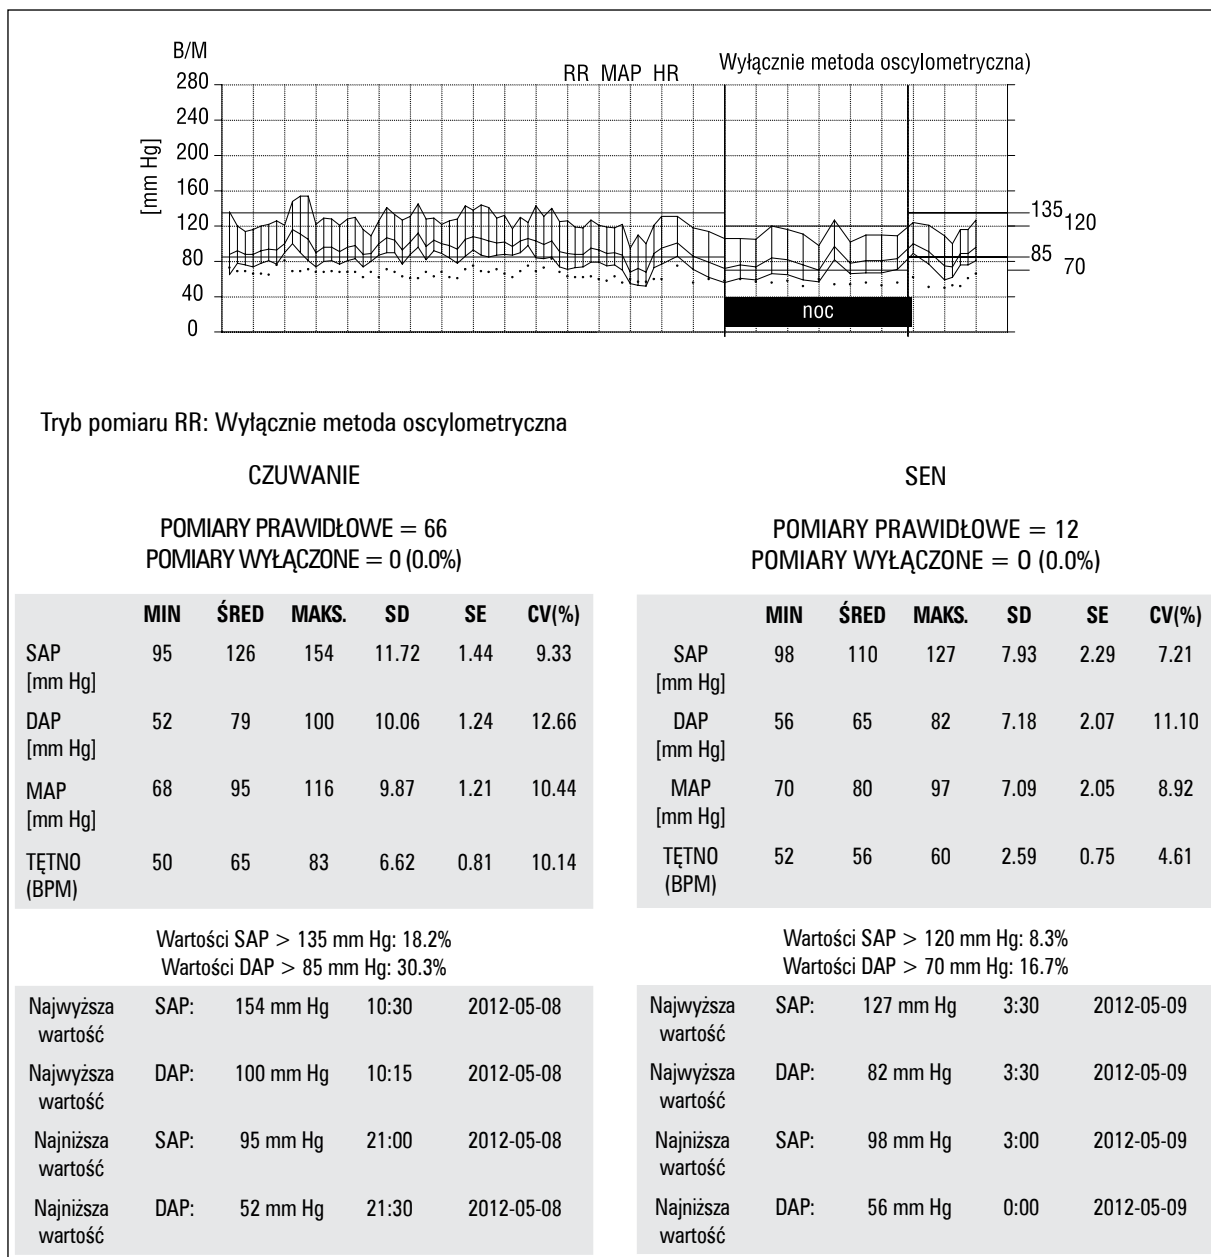 B/M
RR MAP HR
Wyłącznie metoda oscylometryczna)
[mm Hg]
280
240
200
160
120
80
40
0
135
120
85
70
noc
Tryb pomiaru RR: Wyłącznie metoda oscylometryczna
CZUWANIE
POMIARY PRAWIDŁOWE = 66
POMIARY WYŁĄCZONE = 0 (0.0%)
MIN ŚRED MAKS. SD SE CV(%)
SAP 95 126 154 11.72 1.44 9.33
[mm Hg]
DAP 52 79 100 10.06 1.24 12.66
[mm Hg]
MAP 68 95 116 9.87 1.21 10.44
[mm Hg]
TĘTNO 50 65 83 6.62 0.81 10.14
(BPM)
Wartości SAP > 135 mm Hg: 18.2%
Wartości DAP > 85 mm Hg: 30.3%
Najwyższa SAP: 154 mm Hg 10:30 2012-05-08
wartość
Najwyższa DAP: 100 mm Hg 10:15 2012-05-08
wartość
Najniższa SAP: 95 mm Hg 21:00 2012-05-08
wartość
Najniższa DAP: 52 mm Hg 21:30 2012-05-08
wartość
SEN
POMIARY PRAWIDŁOWE = 12
POMIARY WYŁĄCZONE = 0 (0.0%)
MIN ŚRED MAKS. SD SE CV(%)
SAP 98 110 127 7.93 2.29 7.21
[mm Hg]
DAP 56 65 82 7.18 2.07 11.10
[mm Hg]
MAP 70 80 97 7.09 2.05 8.92
[mm Hg]
TĘTNO 52 56 60 2.59 0.75 4.61
(BPM)
Wartości SAP > 120 mm Hg: 8.3%
Wartości DAP > 70 mm Hg: 16.7%
Najwyższa SAP: 127 mm Hg 3:30 2012-05-09
wartość
Najwyższa DAP: 82 mm Hg 3:30 2012-05-09
wartość
Najniższa SAP: 98 mm Hg 3:00 2012-05-09
wartość
Najniższa DAP: 56 mm Hg 0:00 2012-05-09
wartość